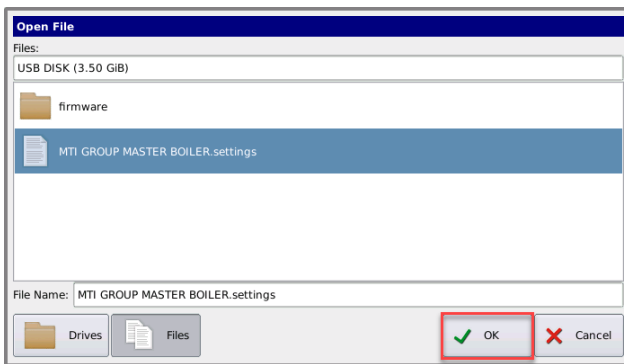 Open File
Files:
USB DISK (3.50 GiB)
firmware
MTI GROUP MASTER BOILER.settings
File Name: MTI GROUP MASTER BOILER.settings
Drives Files OK Cancel